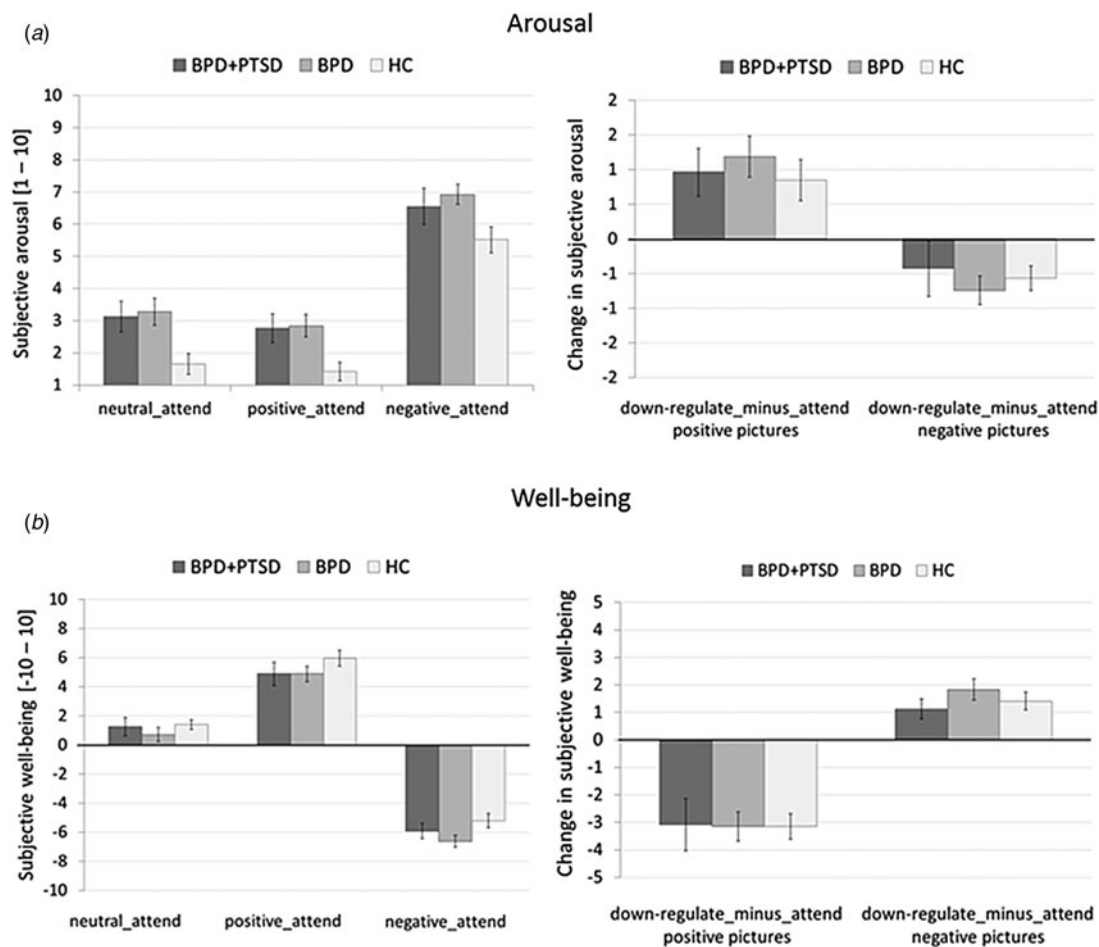 (a)
Arousal
BPD+PTSD BPD HC
Subjective arousal [1 – 10]
10
9
8
7
6
5
4
3
2
1
neutral_attend positive_attend negative_attend
BPD+PTSD BPD HC
Change in subjective arousal
2
2
1
1
0
-1
-1
-2
-2
down-regulate_minus_attend down-regulate_minus_attend
positive pictures negative pictures
(b)
Well-being
BPD+PTSD BPD HC
Subjective well-being [-10 – 10]
10
8
6
4
2
0
-2
-4
-6
-8
-10
neutral_attend positive_attend negative_attend
BPD+PTSD BPD HC
Change in subjective well-being
5
4
3
2
1
0
-1
-2
-3
-4
-5
down-regulate_minus_attend down-regulate_minus_attend
positive pictures negative pictures